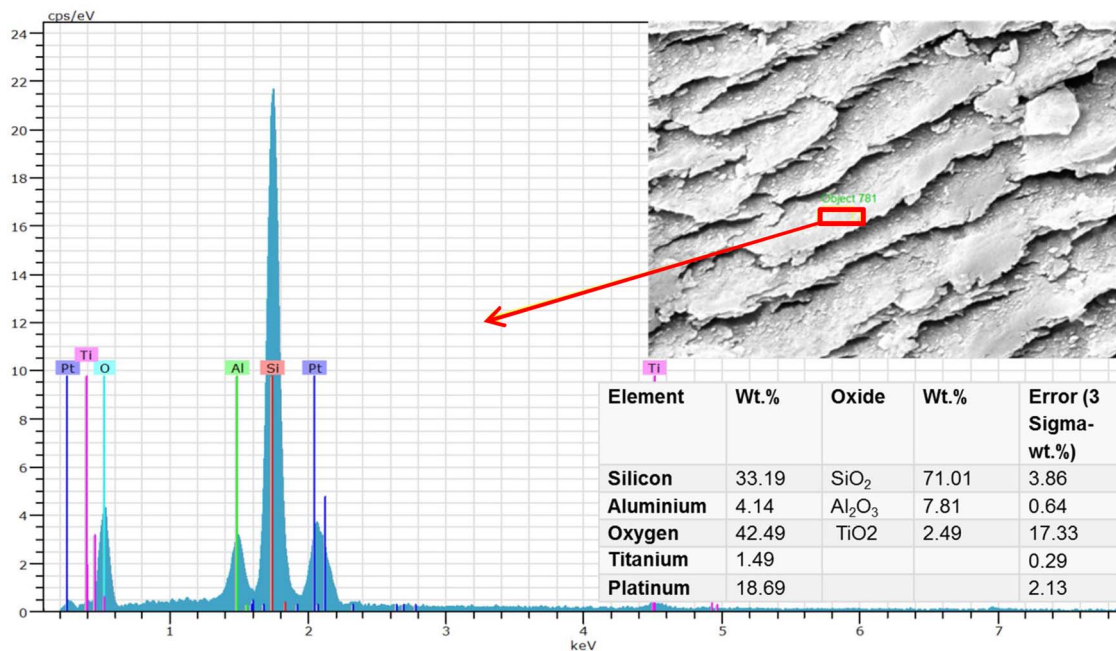 cps/eV
24
22
20
18
16
14
12
10
8
6
4
2
0
Object 781
Pt Ti O Al Si Pt Ti
1 2 3 4 5 6 7
keV
Element Wt.% Oxide Wt.% Error (3 Sigma-wt.%)
Silicon 33.19 SiO₂ 71.01 3.86
Aluminium 4.14 Al₂O₃ 7.81 0.64
Oxygen 42.49 TiO2 2.49 17.33
Titanium 1.49 0.29
Platinum 18.69 2.13